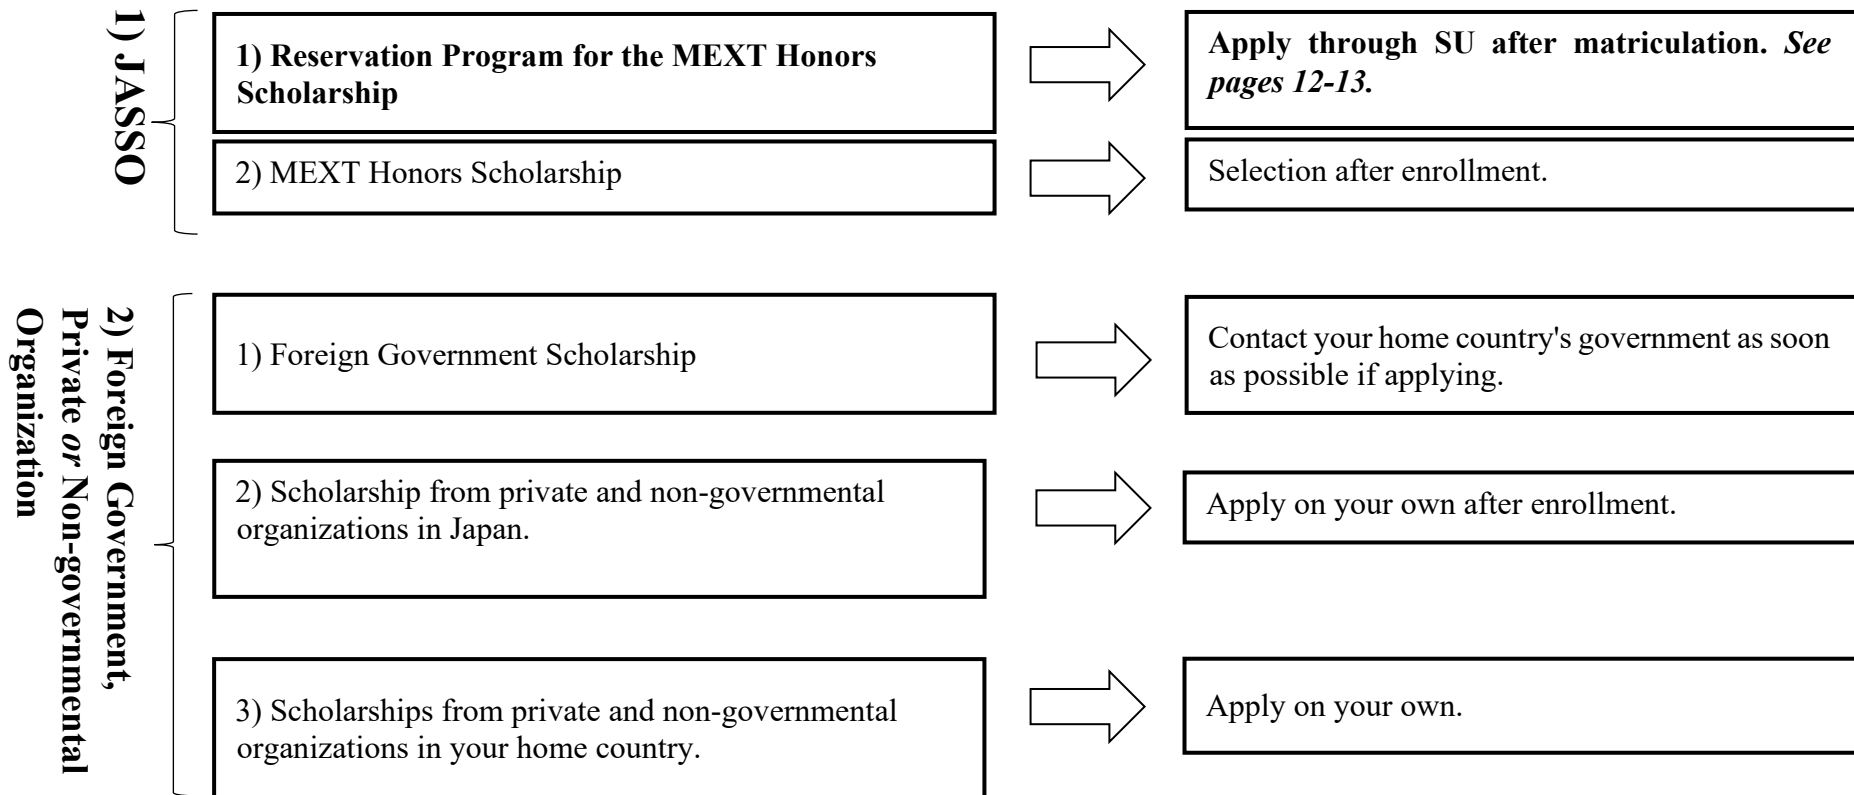 1) JASSO
1) Reservation Program for the MEXT Honors
Scholarship
Apply through SU after matriculation. See
pages 12-13.
2) MEXT Honors Scholarship
Selection after enrollment.
2) Foreign Government,
Private or Non-governmental
Organization
1) Foreign Government Scholarship
Contact your home country's government as soon
as possible if applying.
2) Scholarship from private and non-governmental
organizations in Japan.
Apply on your own after enrollment.
3) Scholarships from private and non-governmental
organizations in your home country.
Apply on your own.